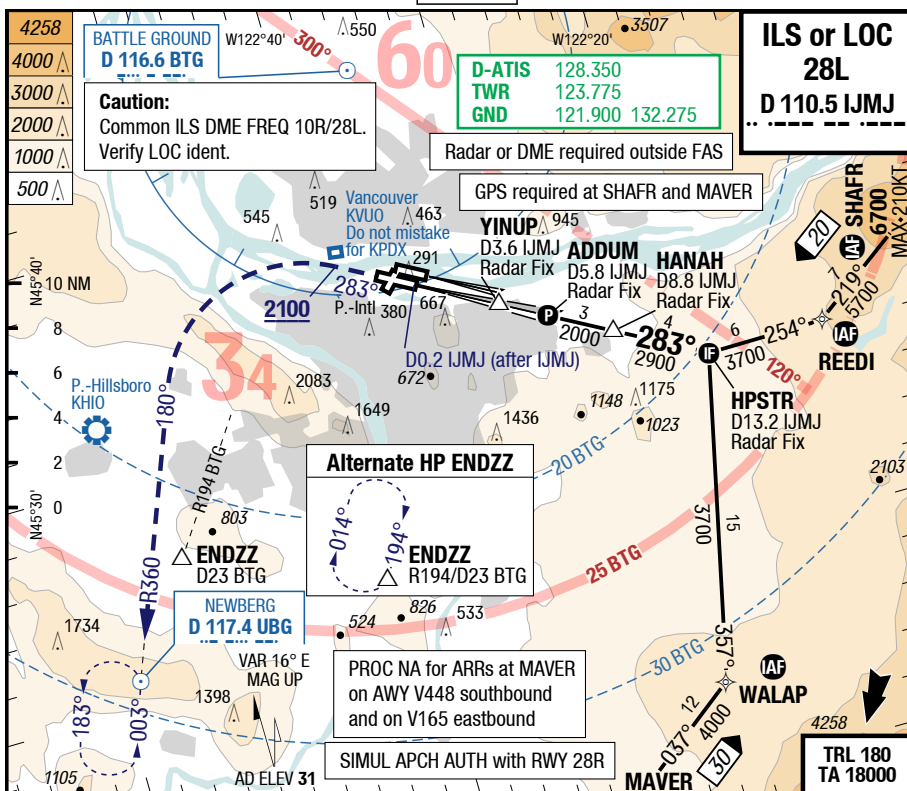 4258
4000
3000
2000
1000
500
BATTLE GROUND
D 116.6 BTG
W122°40'
550
300°
60
W122°20'
3507
ILS or LOC
28L
D 110.5 IJMJ
D-ATIS 128.350
TWR 123.775
GND 121.900 132.275
Caution:
Common ILS DME FREQ 10R/28L.
Verify LOC ident.
Radar or DME required outside FAS
GPS required at SHAFR and MAVER
519
545
Vancouver
KVUO
Do not mistake
for KPDX
463
291
YINUP
D3.6 IJMJ
Radar Fix
945
ADDUM
D5.8 IJMJ
Radar Fix
HANAH
D8.8 IJMJ
Radar Fix
20
IAF
SHAFR
6700
MAX 210KT
7
219°
5700
N45°40'
10 NM
8
6
4
2
0
N45°30'
2100
283°
P.-Intl
380
667
P
3
2000
4
283°
2900
IF
6
254°
3700
IAF
REEDI
120°
D0.2 IJMJ (after IJMJ)
672
HPSTR
D13.2 IJMJ
Radar Fix
34
2083
1649
1436
1148
1175
1023
P.-Hillsboro
KHIO
180°
R194 BTG
803
ENDZZ
D23 BTG
R360
Alternate HP ENDZZ
014°
194°
ENDZZ
R194/D23 BTG
20 BTG
25 BTG
30 BTG
3700
15
2103
NEWBERG
D 117.4 UBG
524
826
533
1734
VAR 16° E
MAG UP
1398
183°
003°
1105
AD ELEV 31
PROC NA for ARRs at MAVER
on AWY V448 southbound
and on V165 eastbound
SIMUL APCH AUTH with RWY 28R
357°
IAF
WALAP
12
037°
4000
MAVER
30
4258
TRL 180
TA 18000